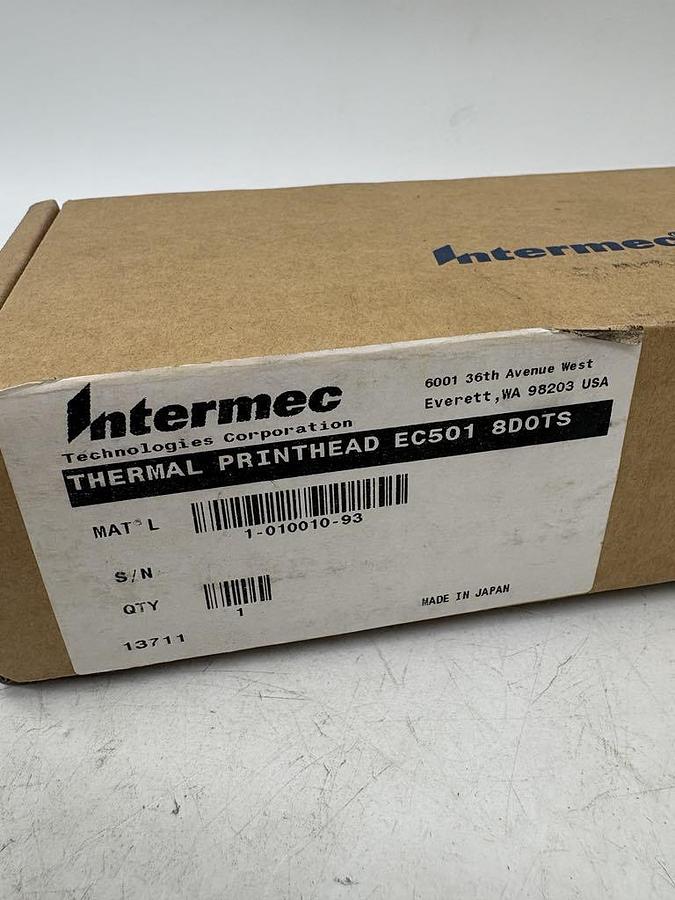 Intermec
Intermec
6001 36th Avenue West
Technologies Corporation
Everett,WA 98203 USA
THERMAL PRINTHEAD EC501 8DOTS
MAT'L
1-010010-93
S/N
QTY
1
MADE IN JAPAN
13711